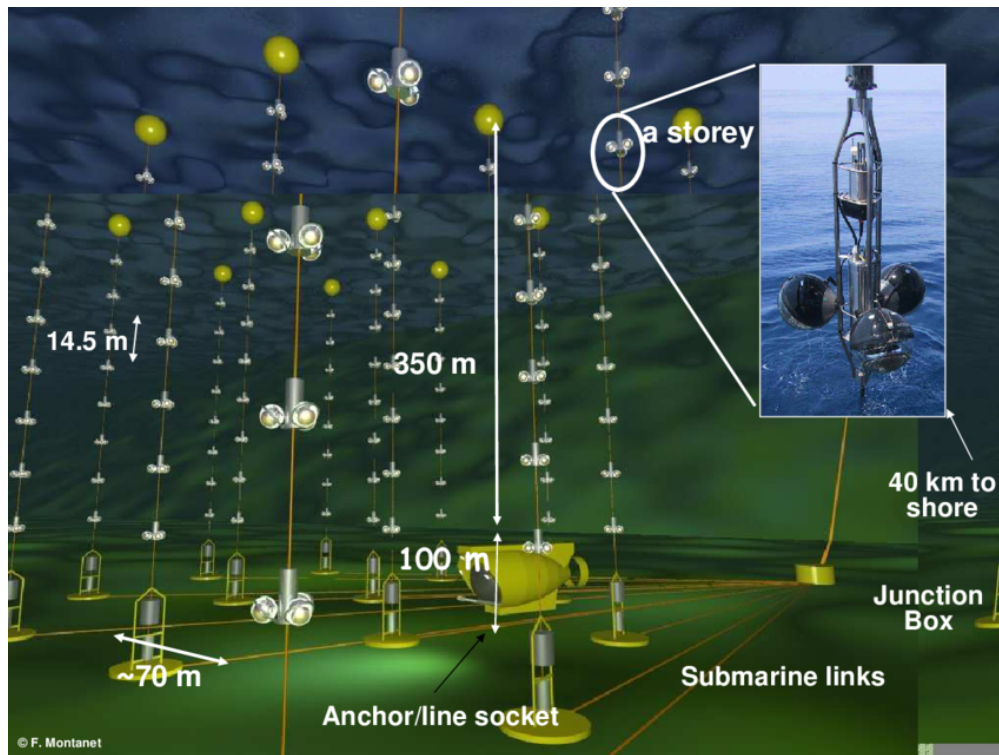 a storey
14.5 m
350 m
40 km to
shore
100 m
Junction
Box
~70 m
Submarine links
Anchor/line socket
© F. Montanet